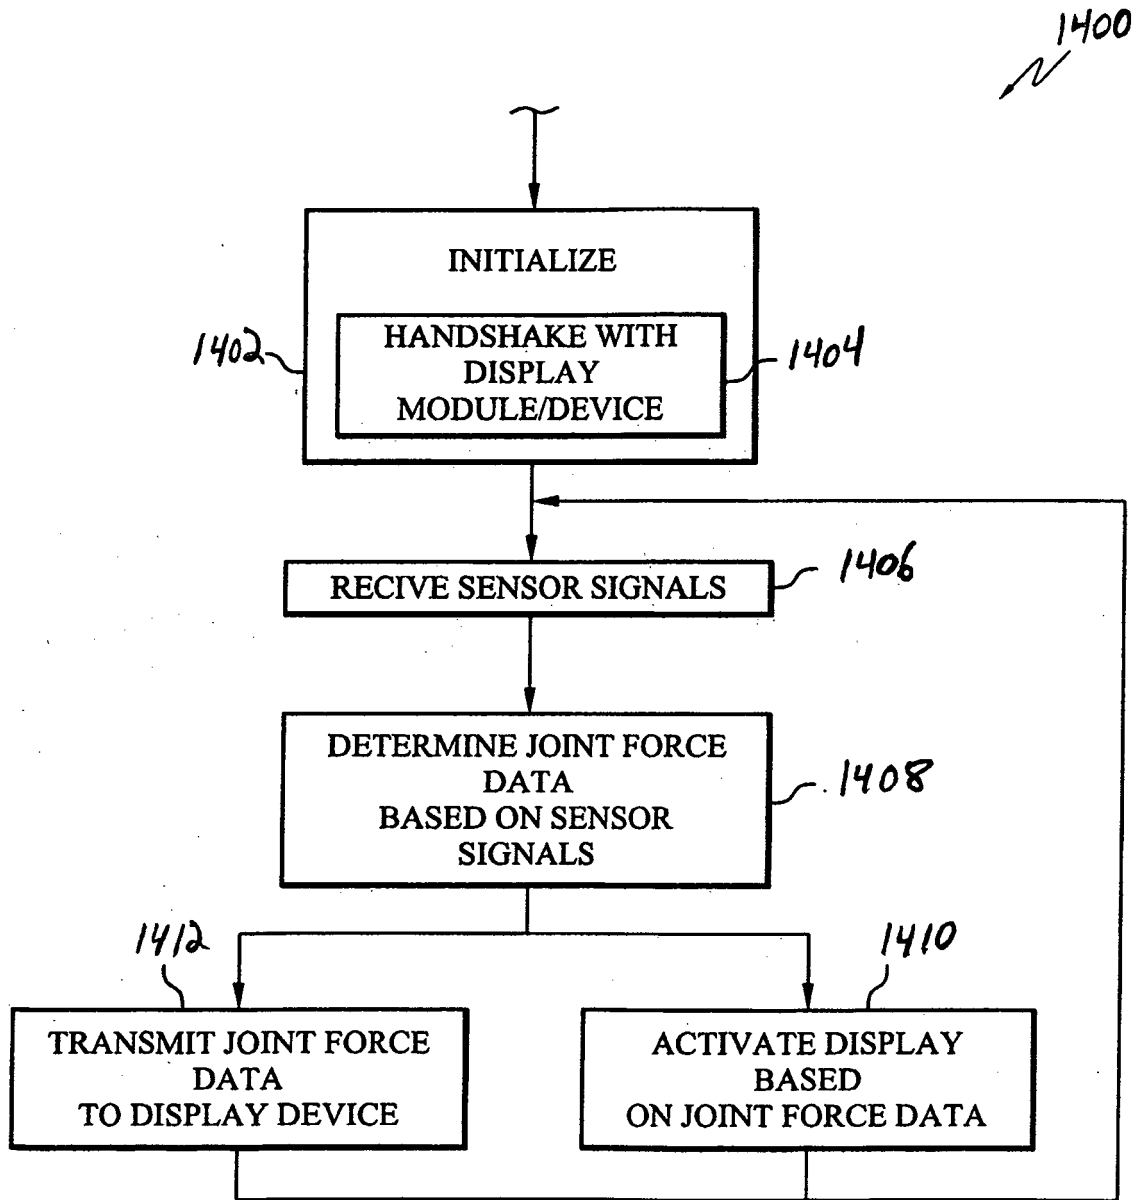 1400
INITIALIZE
HANDSHAKE WITH
DISPLAY
MODULE/DEVICE
1402
1404
RECIVE SENSOR SIGNALS
1406
DETERMINE JOINT FORCE
DATA
BASED ON SENSOR
SIGNALS
1408
1412
1410
TRANSMIT JOINT FORCE
DATA
TO DISPLAY DEVICE
ACTIVATE DISPLAY
BASED
ON JOINT FORCE DATA